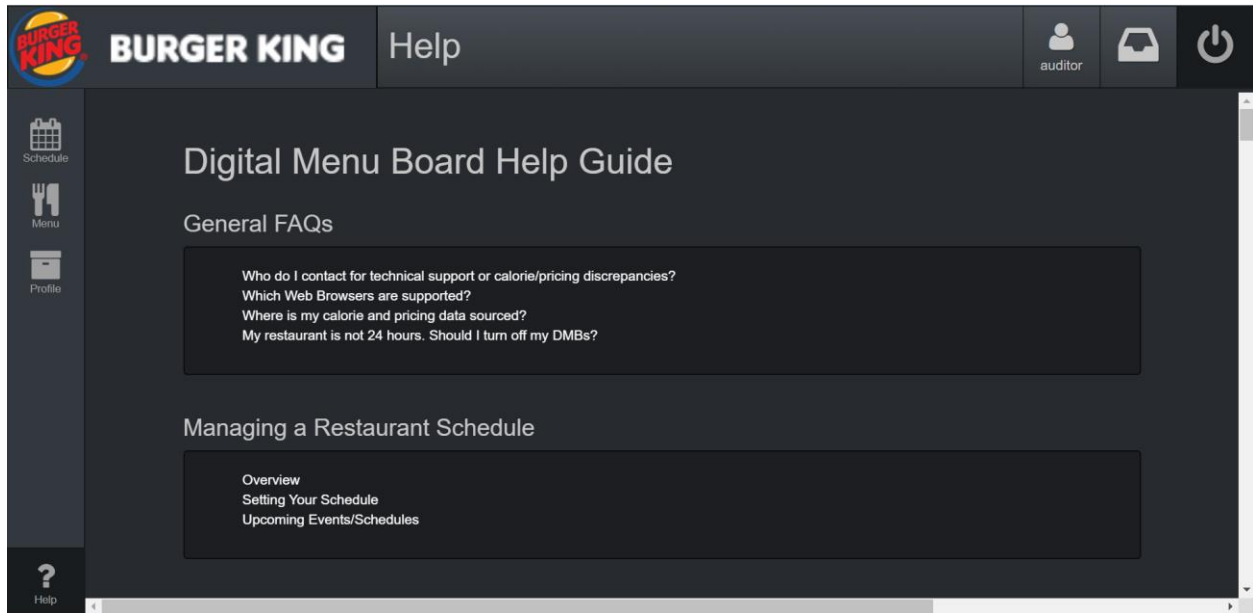 BURGER
KING
BURGER KING
Help
auditor
Schedule
Menu
Profile
Digital Menu Board Help Guide
General FAQs
Who do I contact for technical support or calorie/pricing discrepancies?
Which Web Browsers are supported?
Where is my calorie and pricing data sourced?
My restaurant is not 24 hours. Should I turn off my DMBs?
Managing a Restaurant Schedule
Overview
Setting Your Schedule
Upcoming Events/Schedules
?
Help